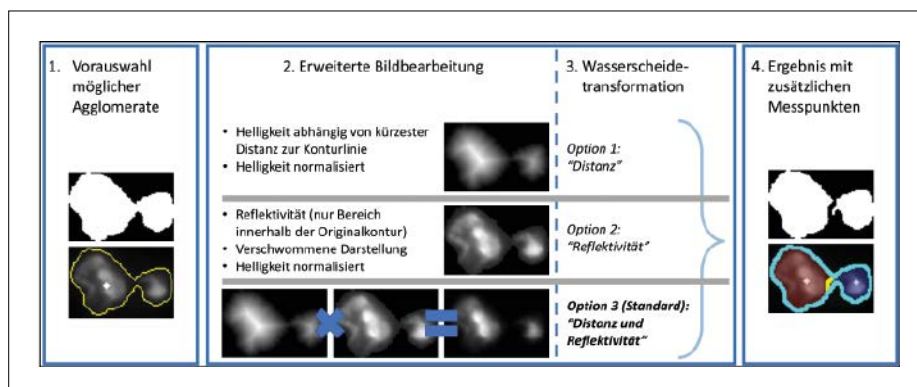 1. Vorauswahl
möglicher
Agglomerate
2. Erweiterte Bildbearbeitung
• Helligkeit abhängig von kürzester
Distanz zur Konturlinie
• Helligkeit normalisiert
• Reflektivität (nur Bereich
innerhalb der Originalkontur)
• Verschwommene Darstellung
• Helligkeit normalisiert
3. Wasserscheide-
transformation
Option 1:
"Distanz"
Option 2:
"Reflektivität"
Option 3 (Standard):
"Distanz und
Reflektivität"
4. Ergebnis mit
zusätzlichen
Messpunkten